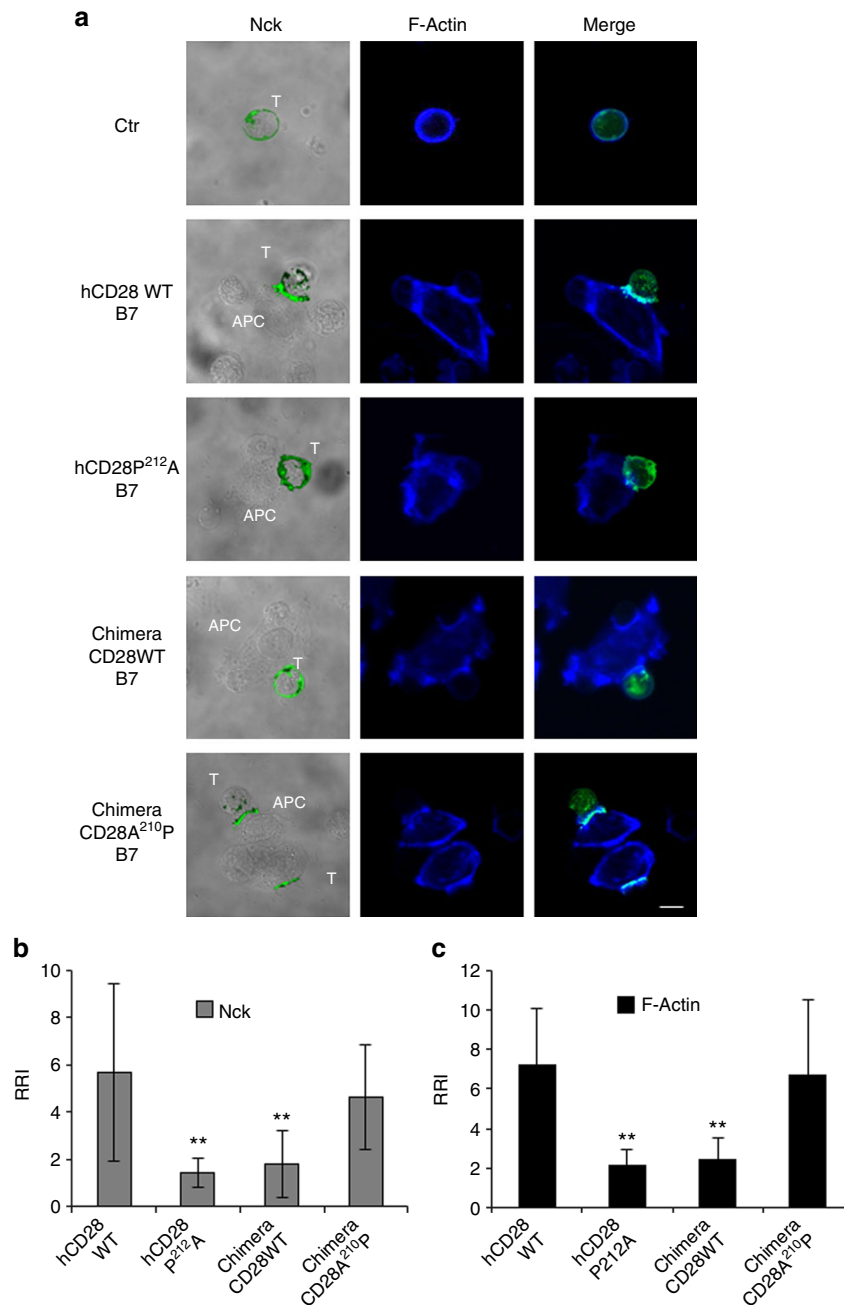 a
Nck F-Actin Merge
Ctr
T
hCD28 WT
B7
T
APC
hCD28P²¹²A
B7
T
APC
Chimera
CD28WT
B7
APC
T
Chimera
CD28A²¹⁰P
B7
T
APC
T
b
10
8
6
4
2
0
RRI
Nck
**
**
hCD28
WT
hCD28
P²¹²A
Chimera
CD28WT
Chimera
CD28A²¹⁰P
c
12
10
8
6
4
2
0
RRI
F-Actin
**
**
hCD28
WT
hCD28
P212A
Chimera
CD28WT
Chimera
CD28A²¹⁰P